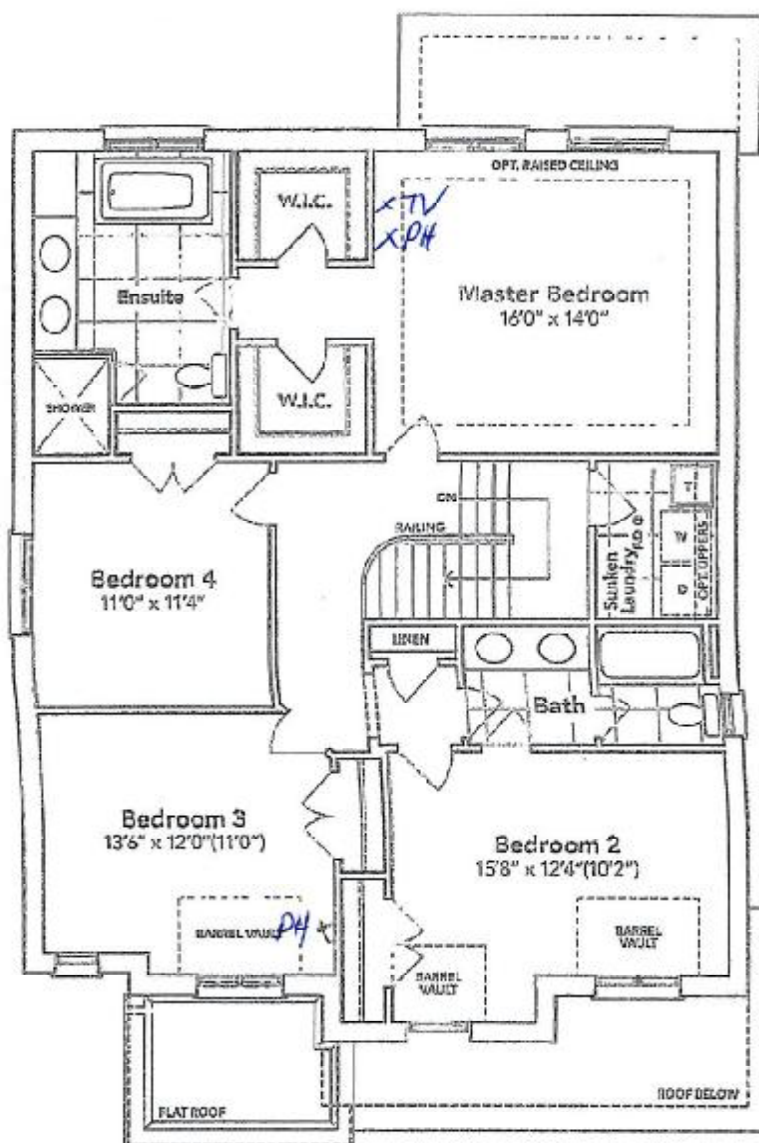 OPT. RAISED CEILING
W.I.C.
X TV
X PH
Ensuite
Master Bedroom
16'0" x 14'0"
W.I.C.
SHOWER
DN
RAILING
Sunken
Laundry
W
D
OPT. UPPERS
Bedroom 4
11'0" x 11'4"
LINEN
Bath
Bedroom 3
13'6" x 12'0"(11'0")
Bedroom 2
15'8" x 12'4"(10'2")
BARREL VAULT
PH x
BARREL
VAULT
BARREL
VAULT
FLAT ROOF
ROOF BELOW